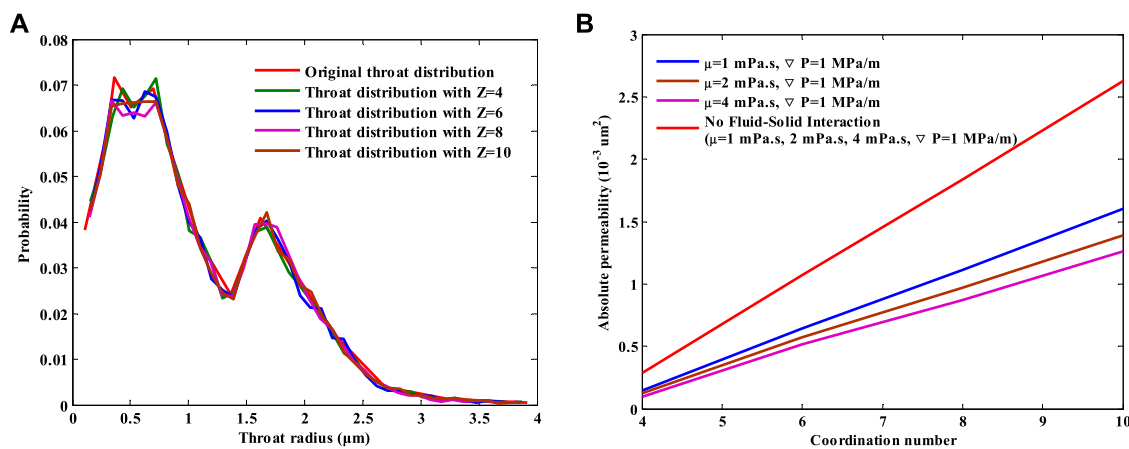 A
0.08
0.07
0.06
0.05
0.04
0.03
0.02
0.01
0
Probability
Original throat distribution
Throat distribution with Z=4
Throat distribution with Z=6
Throat distribution with Z=8
Throat distribution with Z=10
0 0.5 1 1.5 2 2.5 3 3.5 4
Throat radius (μm)
B
3
2.5
2
1.5
1
0.5
0
Absolute permeability (10⁻³ um²)
μ=1 mPa.s, ▽ P=1 MPa/m
μ=2 mPa.s, ▽ P=1 MPa/m
μ=4 mPa.s, ▽ P=1 MPa/m
No Fluid-Solid Interaction
(μ=1 mPa.s, 2 mPa.s, 4 mPa.s, ▽ P=1 MPa/m)
4 5 6 7 8 9 10
Coordination number